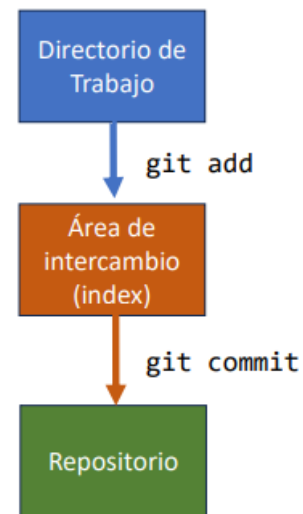 Directorio de
Trabajo
git add
Área de
intercambio
(index)
git commit
Repositorio